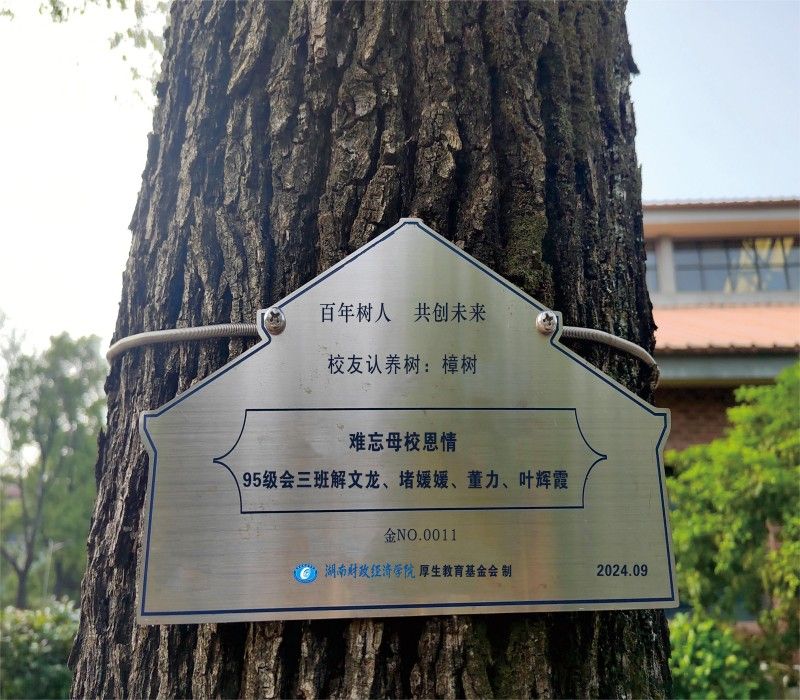 百年树人 共创未来
校友认养树：樟树
难忘母校恩情
95级会三班解文龙、堵媛媛、董力、叶辉霞
金NO.0011
湖南财政经济学院 厚生教育基金会 制 2024.09